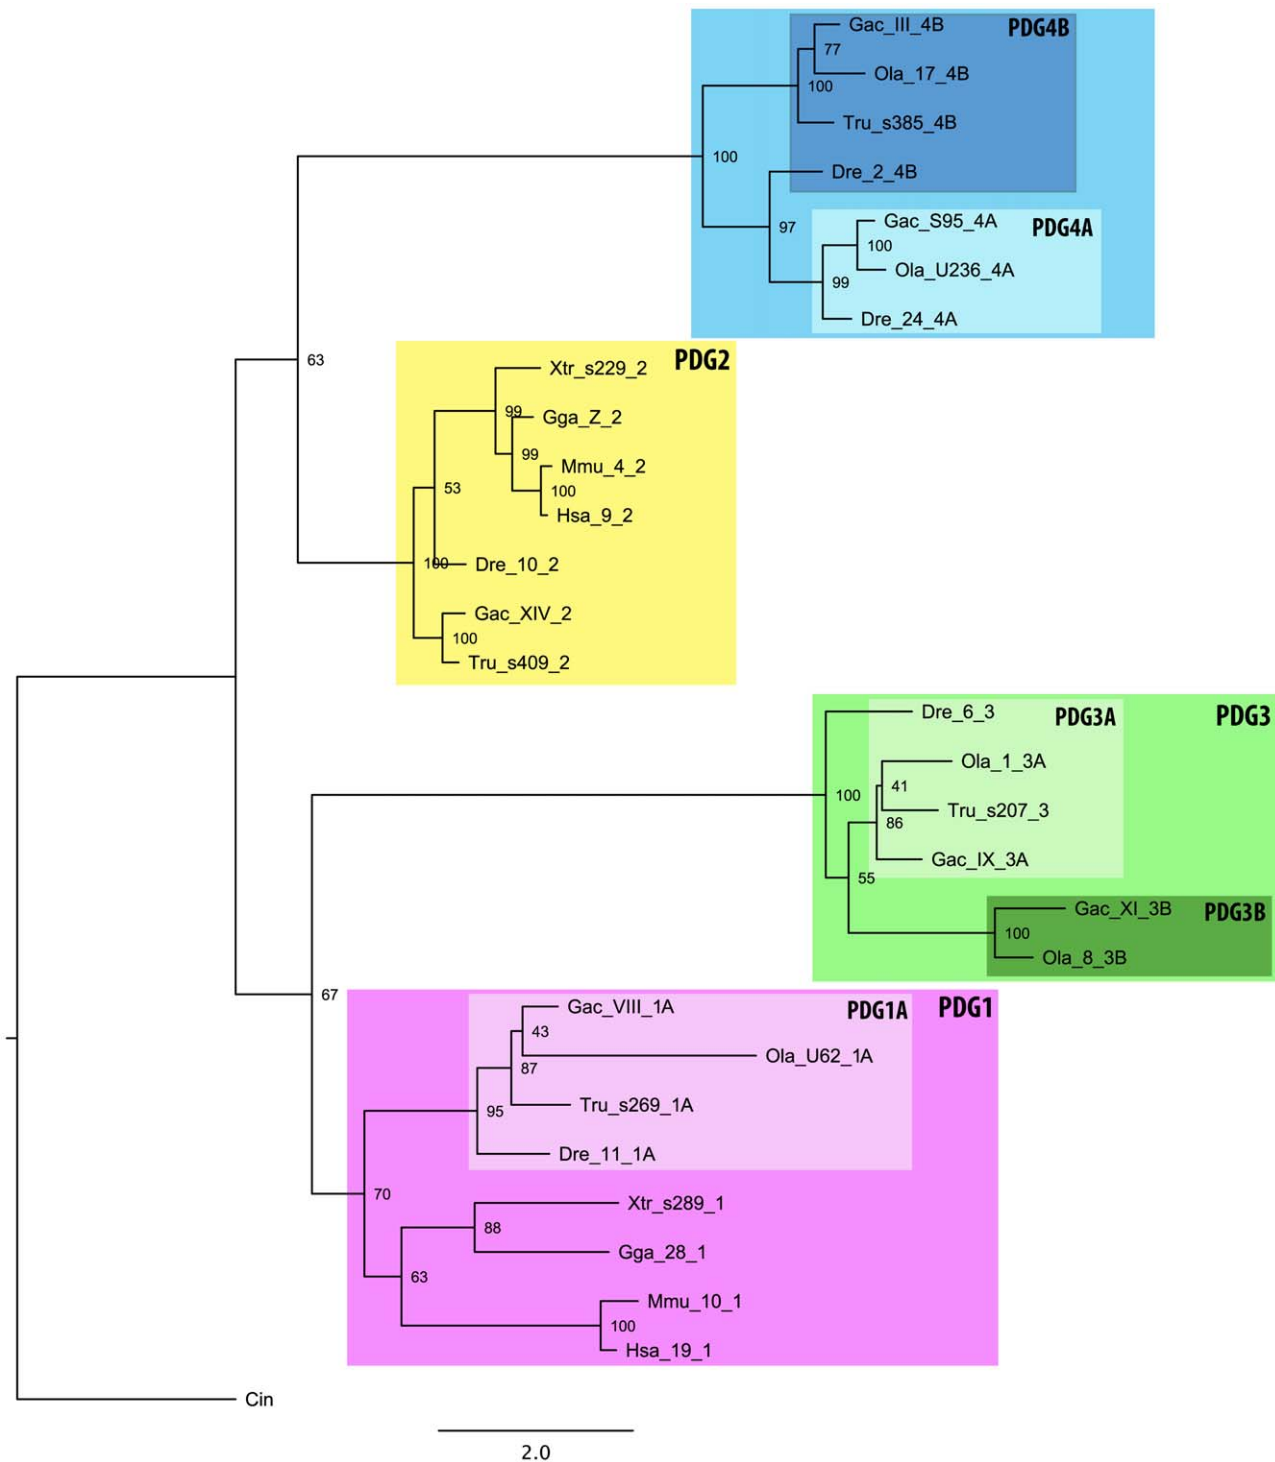 Gac_III_4B PDG4B
77
Ola_17_4B
100
Tru_s385_4B
100
Dre_2_4B
Gac_S95_4A PDG4A
97
100
Ola_U236_4A
99
Dre_24_4A
63
Xtr_s229_2 PDG2
99
Gga_Z_2
99
Mmu_4_2
53
100
Hsa_9_2
100
Dre_10_2
Gac_XIV_2
100
Tru_s409_2
Dre_6_3 PDG3A PDG3
Ola_1_3A
41
100
Tru_s207_3
86
Gac_IX_3A
55
Gac_XI_3B PDG3B
100
Ola_8_3B
67
Gac_VIII_1A PDG1A PDG1
43
Ola_U62_1A
87
Tru_s269_1A
95
Dre_11_1A
70
Xtr_s289_1
88
Gga_28_1
63
Mmu_10_1
100
Hsa_19_1
Cin
2.0